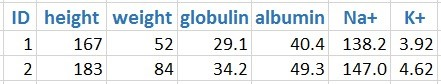 ID height weight globulin albumin Na+ K+
1 167 52 29.1 40.4 138.2 3.92
2 183 84 34.2 49.3 147.0 4.62